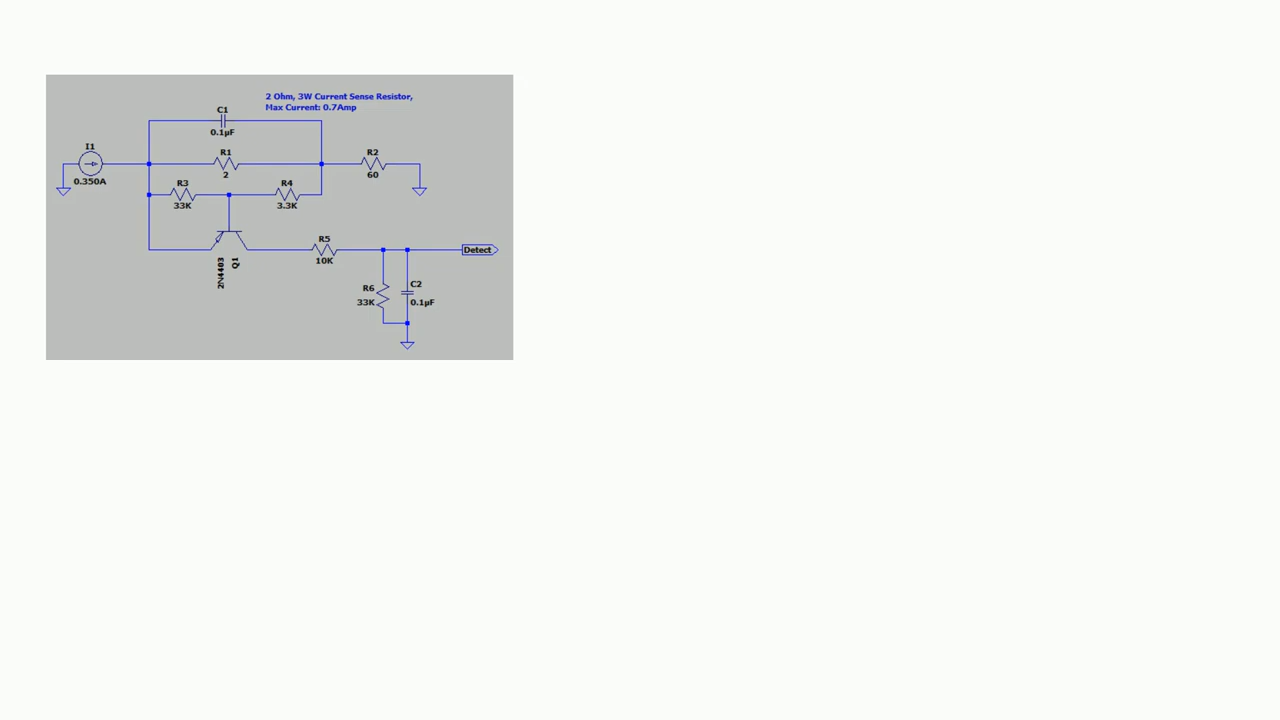 2 Ohm, 3W Current Sense Resistor,
Max Current: 0.7Amp
C1
0.1µF
I1
0.350A
R1
2
R2
60
R3
33K
R4
3.3K
2N4403
Q1
R5
10K
Detect
R6
33K
C2
0.1µF